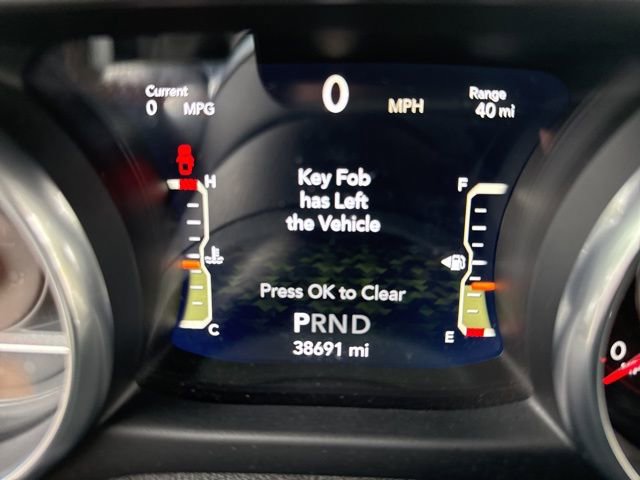 Current
0 MPG
0 MPH
Range
40 mi
H
Key Fob
has Left
the Vehicle
F
Press OK to Clear
C
PRND
E
38691 mi
0